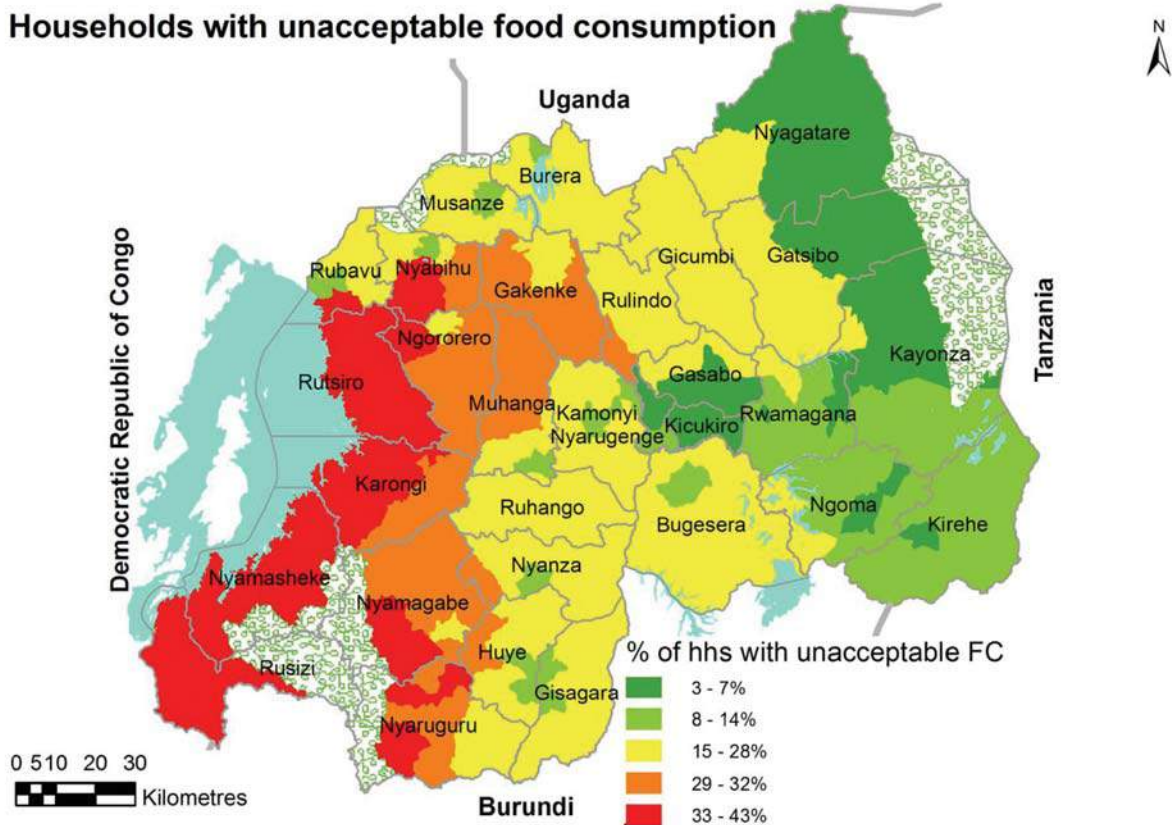 Households with unacceptable food consumption
N
Uganda
Nyagatare
Burera
Musanze
Democratic Republic of Congo
Rubavu
Nyabihu
Gicumbi
Gatsibo
Gakenke
Rulindo
Tanzania
Ngororero
Kayonza
Rutsiro
Gasabo
Muhanga
Kamonyi
Rwamagana
Kicukiro
Nyarugenge
Karongi
Ruhango
Bugesera
Ngoma
Kirehe
Nyanza
Nyamasheke
Nyamagabe
Huye
Rusizi
Gisagara
Nyaruguru
Burundi
% of hhs with unacceptable FC
3 - 7%
8 - 14%
15 - 28%
29 - 32%
33 - 43%
0 5 10 20 30
Kilometres